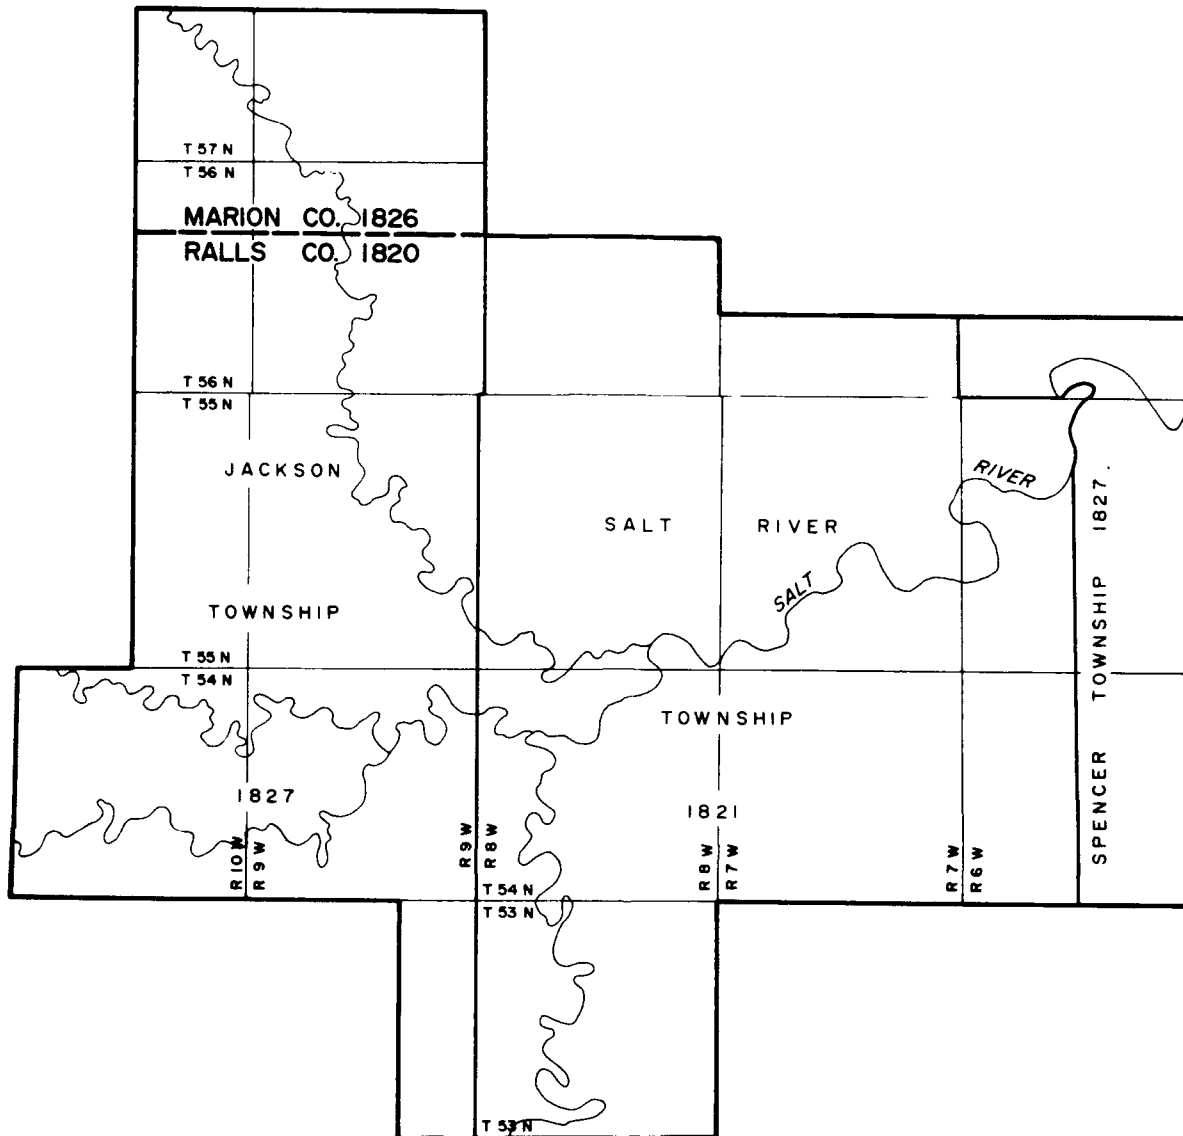 T 57 N
T 56 N
MARION CO. 1826
RALLS CO. 1820
T 56 N
T 55 N
JACKSON
RIVER
SALT RIVER
SALT
TOWNSHIP
T 55 N
T 54 N
TOWNSHIP
1827
1821
SPENCER TOWNSHIP 1827
R 10 W
R 9 W
R 9 W
R 8 W
R 8 W
R 7 W
R 7 W
R 6 W
T 54 N
T 53 N
T 53 N